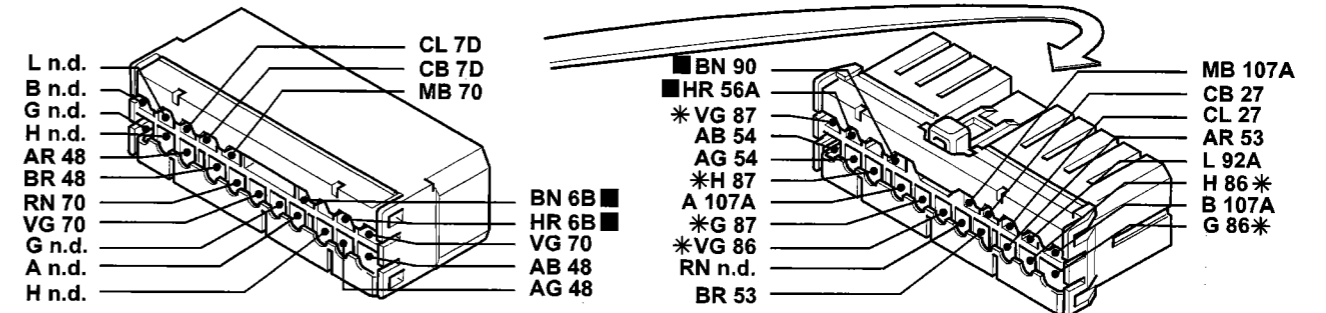 CL 7D
CB 7D
MB 70
L n.d.
B n.d.
G n.d.
H n.d.
AR 48
BR 48
RN 70
VG 70
G n.d.
A n.d.
H n.d.
BN 6B ■
HR 6B ■
VG 70
AB 48
AG 48
■ BN 90
■ HR 56A
✳ VG 87
AB 54
AG 54
✳H 87
A 107A
✳G 87
✳VG 86
RN n.d.
BR 53
MB 107A
CB 27
CL 27
AR 53
L 92A
H 86✳
B 107A
G 86✳